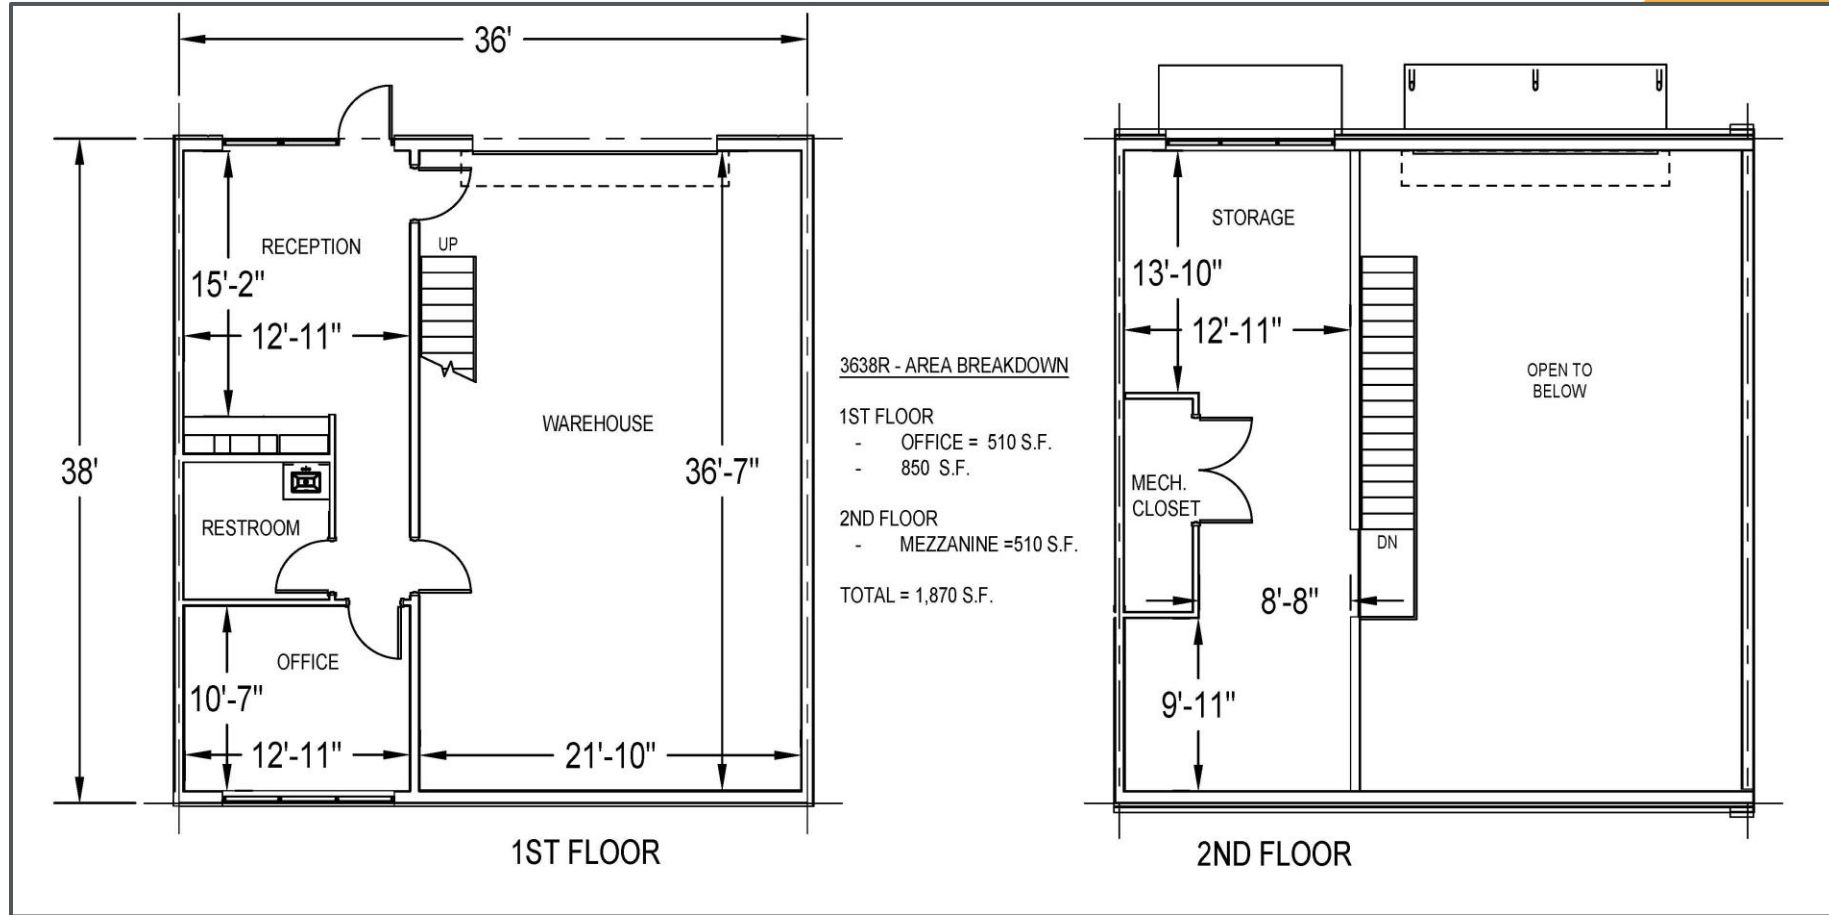 36'
38'
RECEPTION
15'-2"
12'-11"
UP
WAREHOUSE
36'-7"
RESTROOM
OFFICE
10'-7"
12'-11"
21'-10"
1ST FLOOR
3638R - AREA BREAKDOWN
1ST FLOOR
- OFFICE = 510 S.F.
- 850 S.F.
2ND FLOOR
- MEZZANINE =510 S.F.
TOTAL = 1,870 S.F.
STORAGE
13'-10"
12'-11"
OPEN TO
BELOW
MECH.
CLOSET
DN
8'-8"
9'-11"
2ND FLOOR